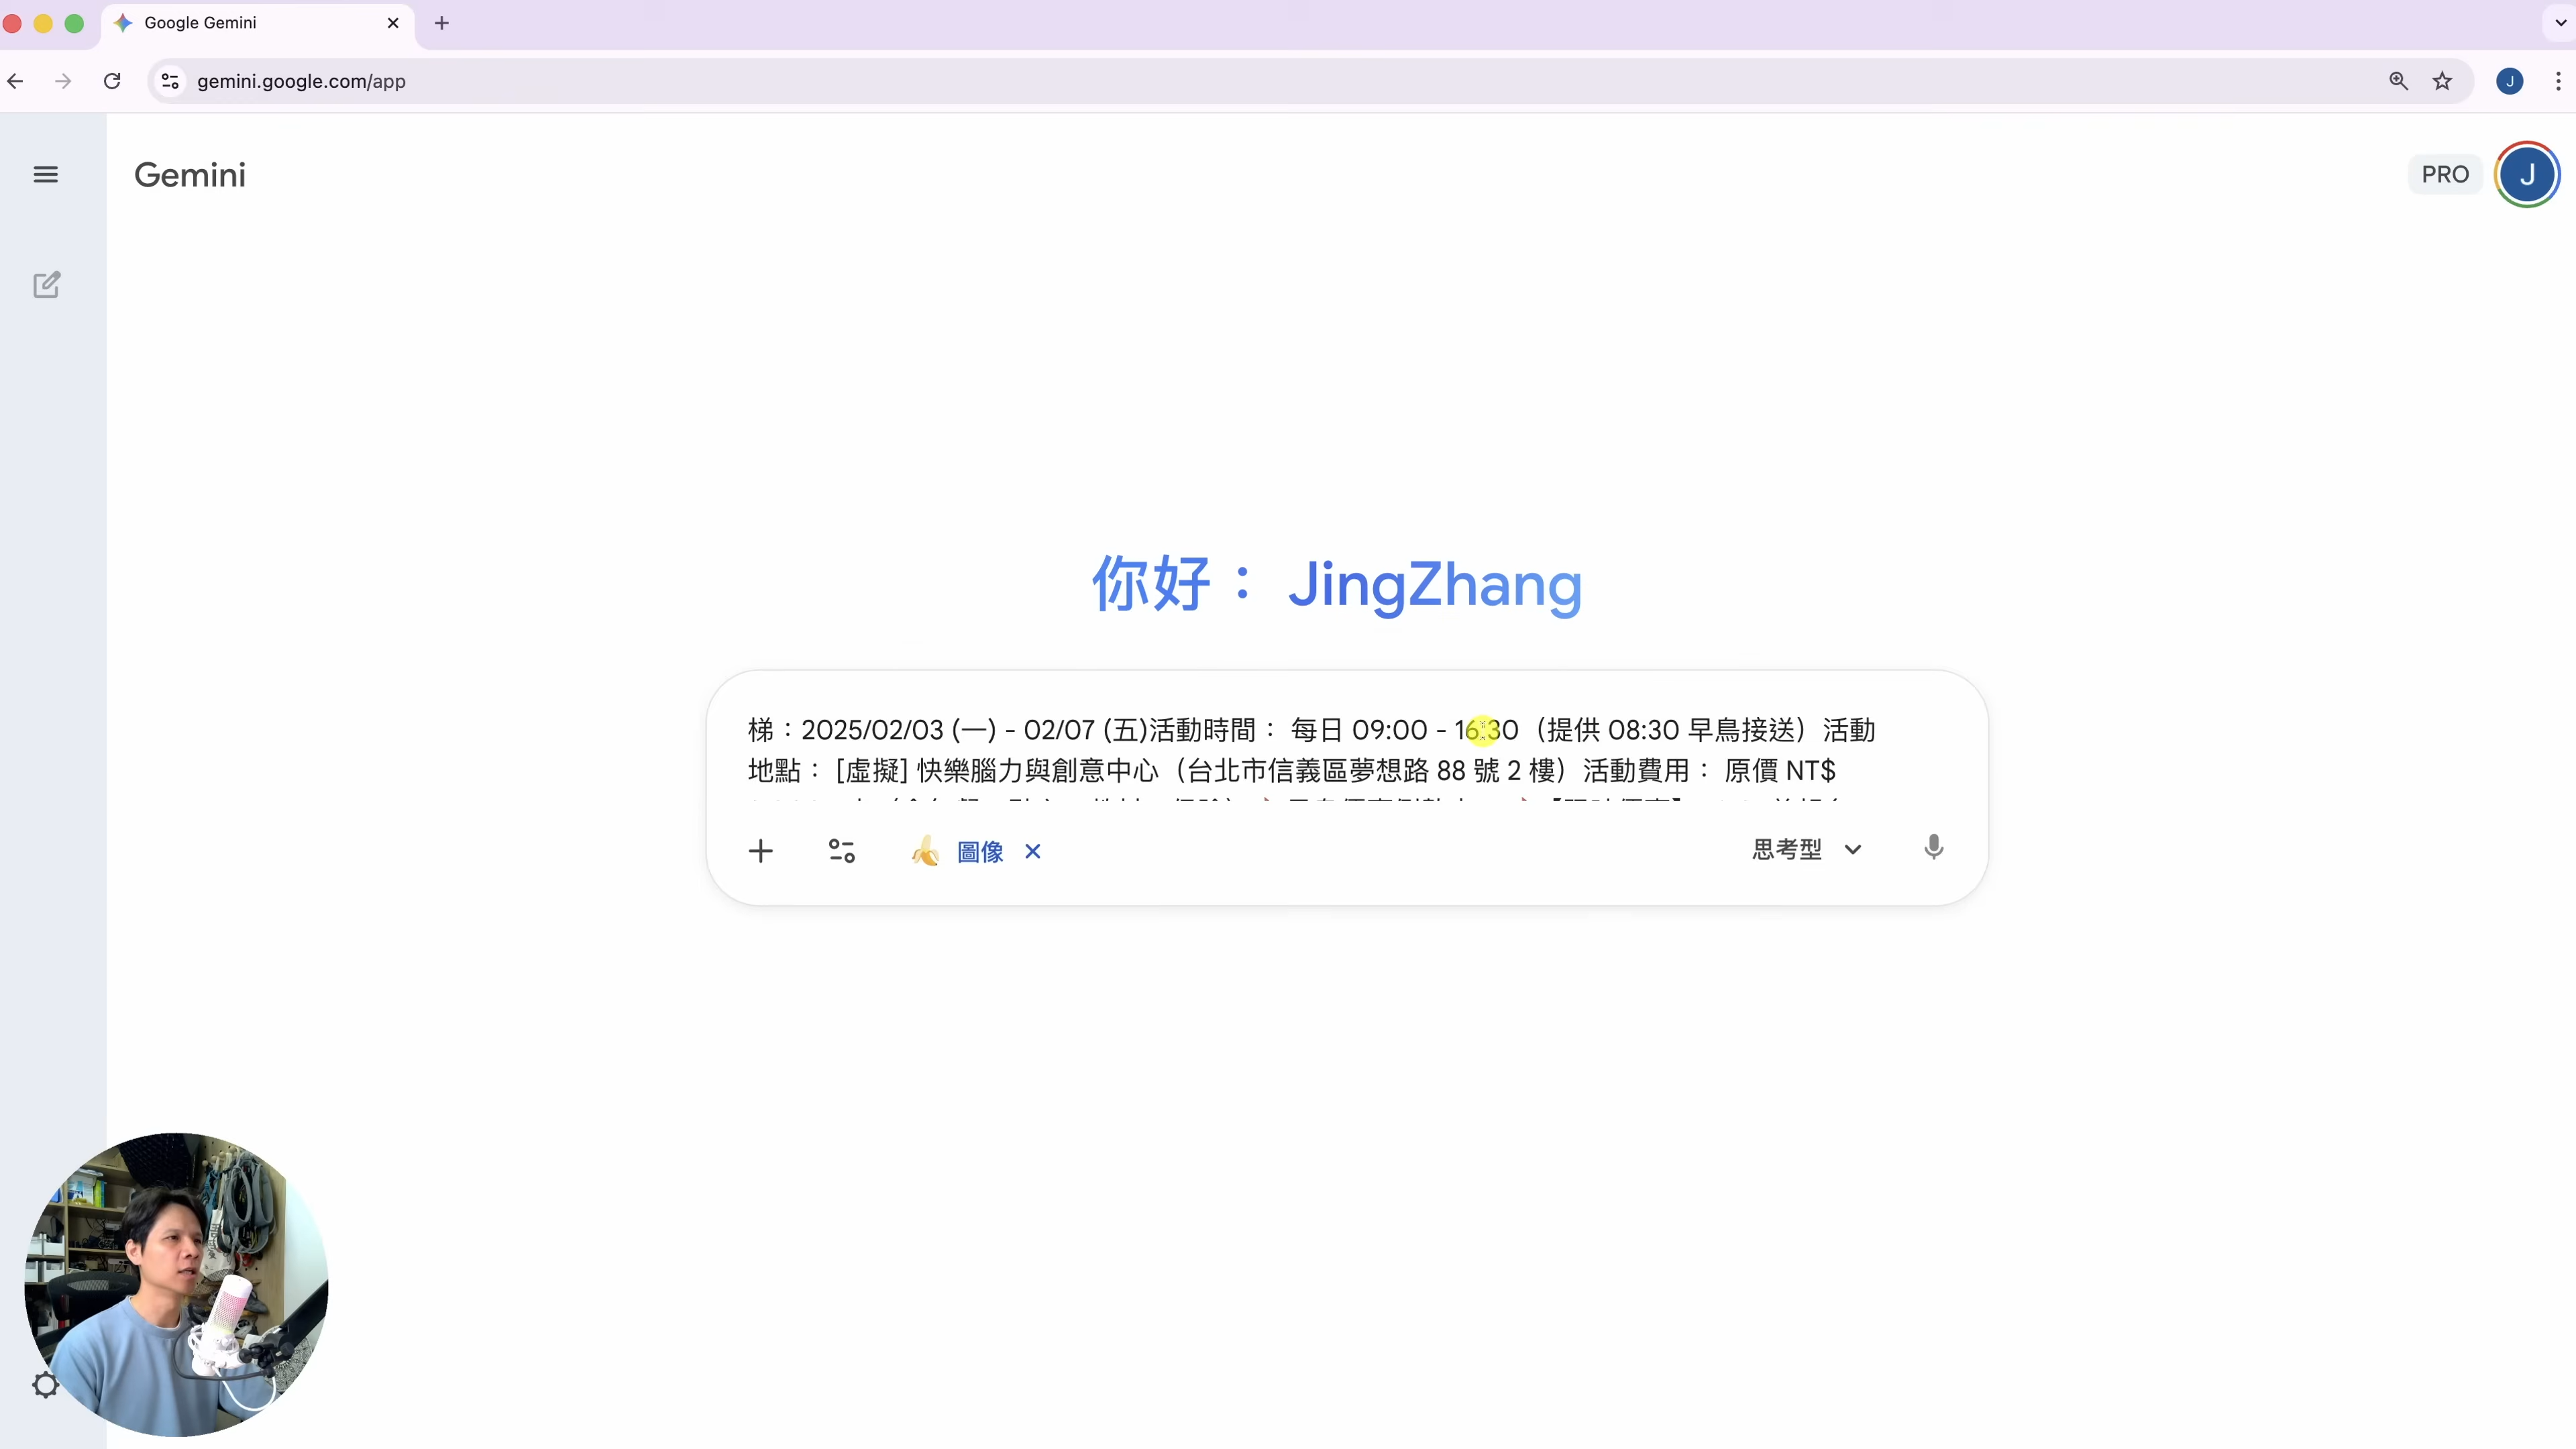 Google Gemini
gemini.google.com/app
J
Gemini
PRO
J
你好： JingZhang
梯：2025/02/03 (一) - 02/07 (五)活動時間： 每日 09:00 - 16:30（提供 08:30 早鳥接送）活動
地點： [虛擬] 快樂腦力與創意中心（台北市信義區夢想路 88 號 2 樓）活動費用： 原價 NT$
圖像
思考型